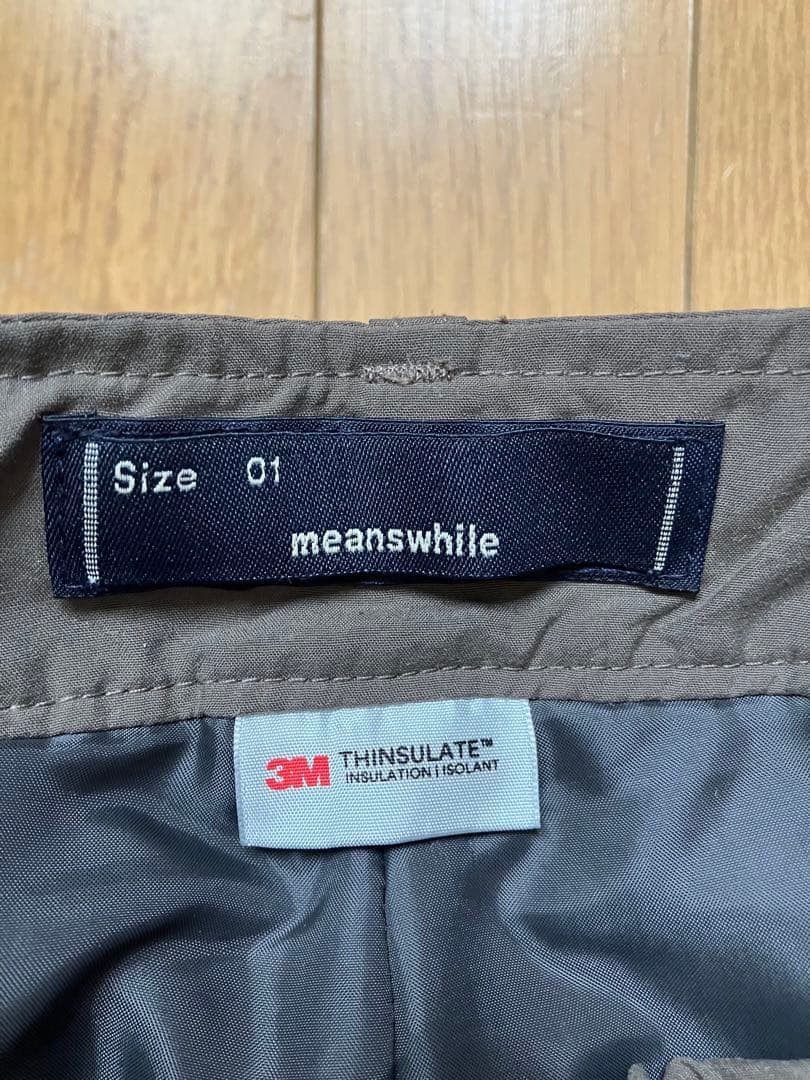 Size 01
meanswhile
3M THINSULATE™
INSULATION | ISOLANT